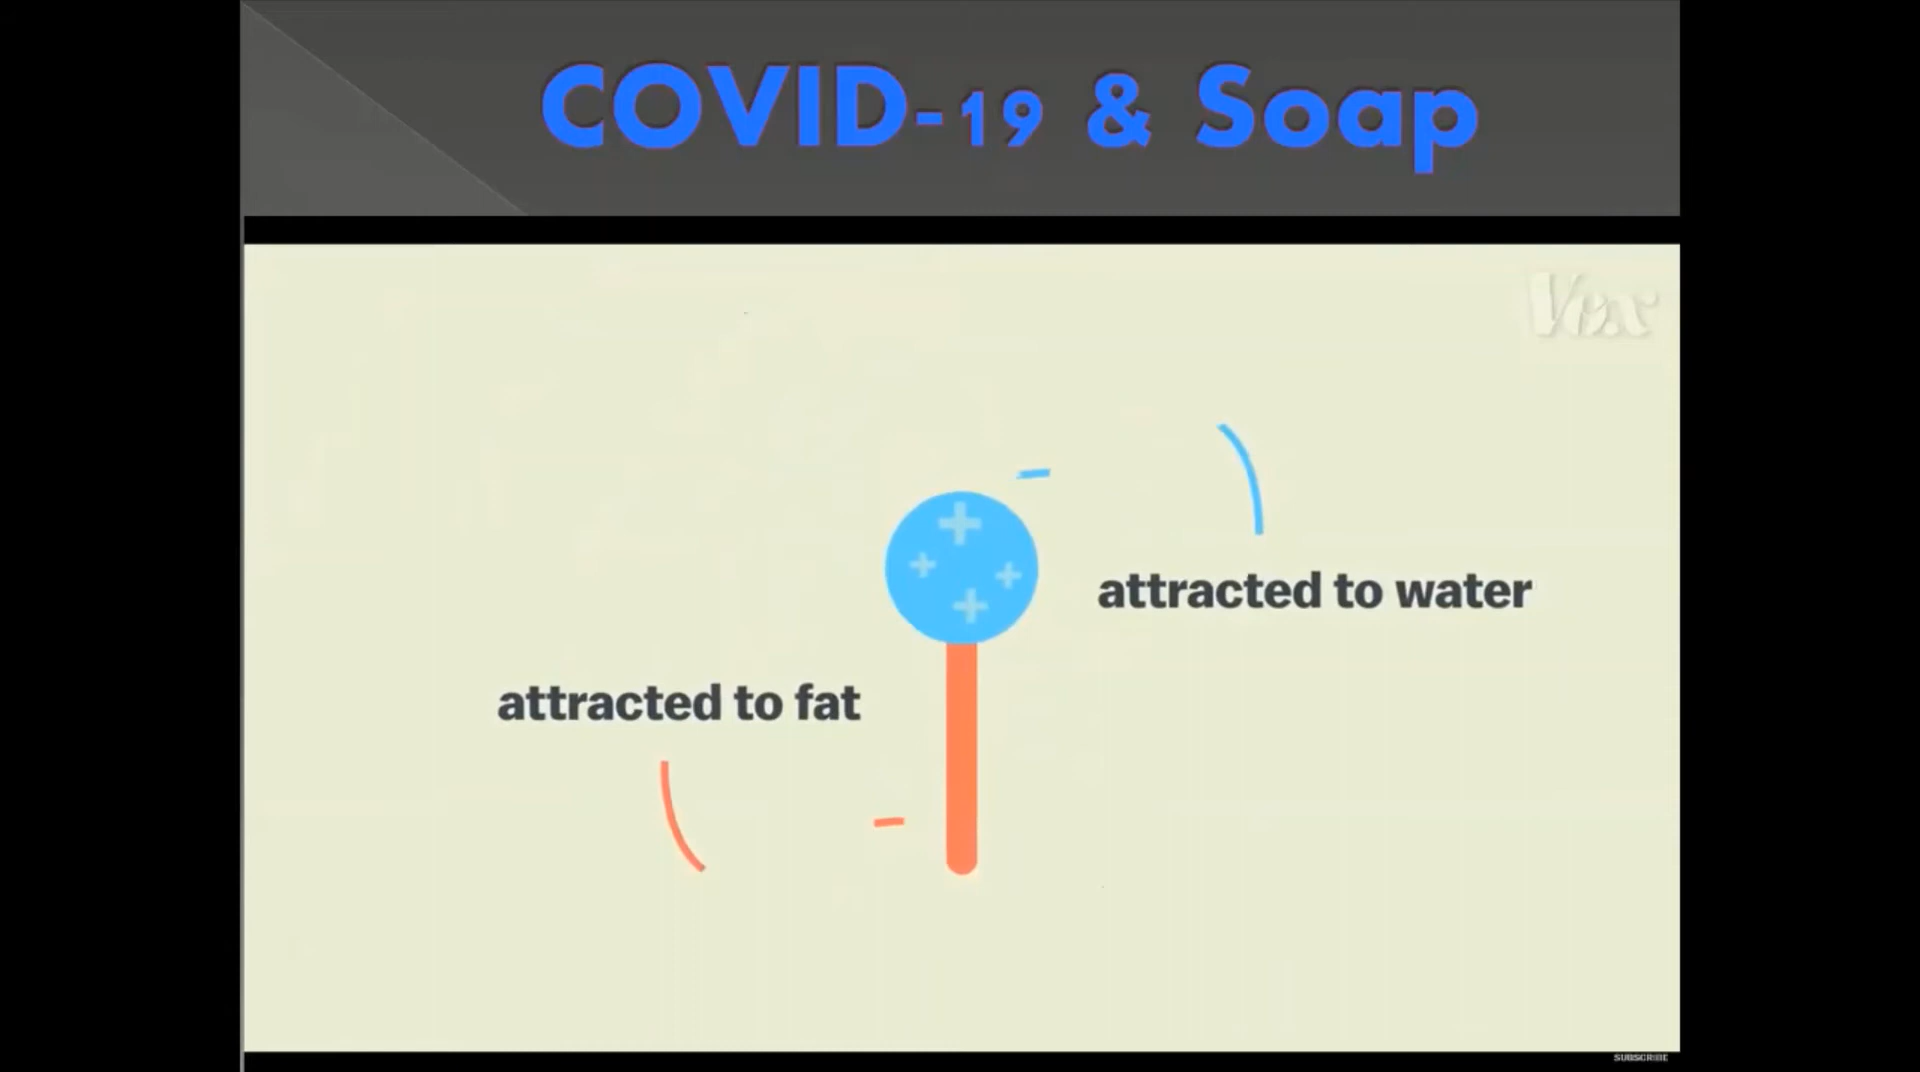 COVID-19 & Soap
Vox
attracted to water
attracted to fat
SUBSCRIBE